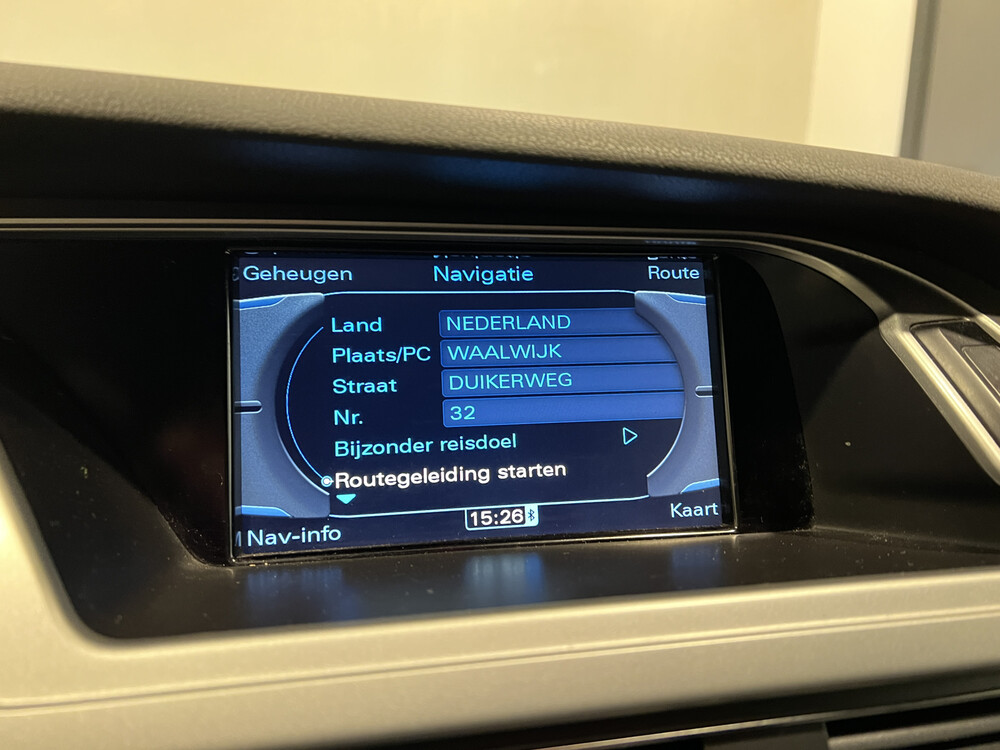 Geheugen Navigatie Route
Land NEDERLAND
Plaats/PC WAALWIJK
Straat DUIKERWEG
Nr. 32
Bijzonder reisdoel
Routegeleiding starten
15:26
Nav-info Kaart